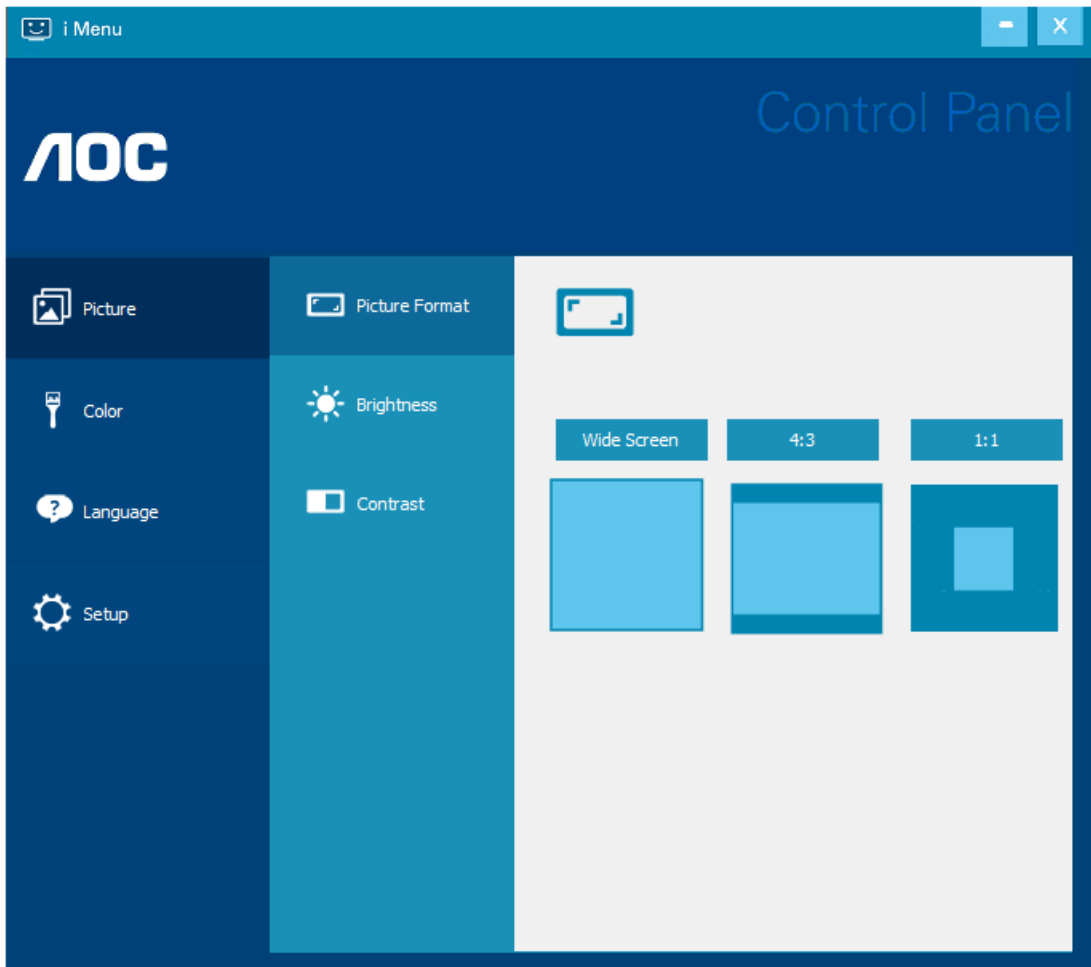 i Menu
X
Control Panel
AOC
Picture
Color
Language
Setup
Picture Format
Brightness
Contrast
Wide Screen
4:3
1:1